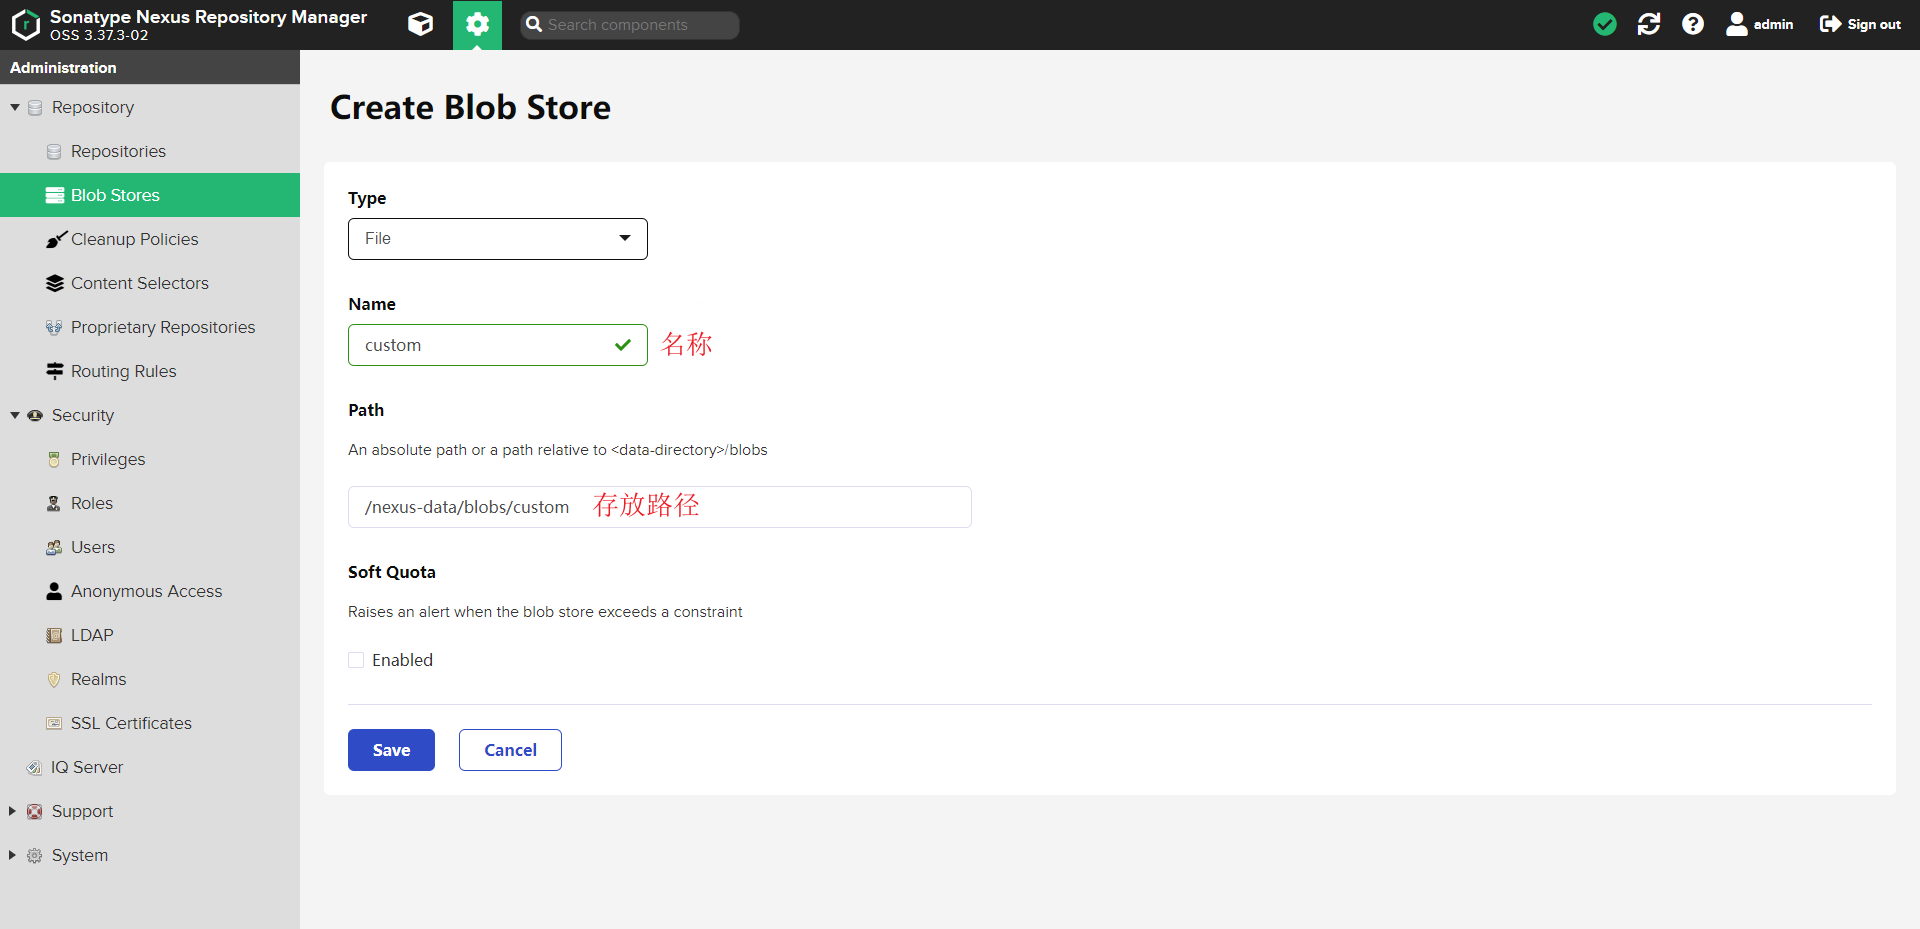 Sonatype Nexus Repository Manager
OSS 3.37.3-02
Search components
admin
Sign out
Administration
Repository
Repositories
Blob Stores
Cleanup Policies
Content Selectors
Proprietary Repositories
Routing Rules
Security
Privileges
Roles
Users
Anonymous Access
LDAP
Realms
SSL Certificates
IQ Server
Support
System
Create Blob Store
Type
File
Name
custom 名称
Path
An absolute path or a path relative to <data-directory>/blobs
/nexus-data/blobs/custom 存放路径
Soft Quota
Raises an alert when the blob store exceeds a constraint
Enabled
Save
Cancel